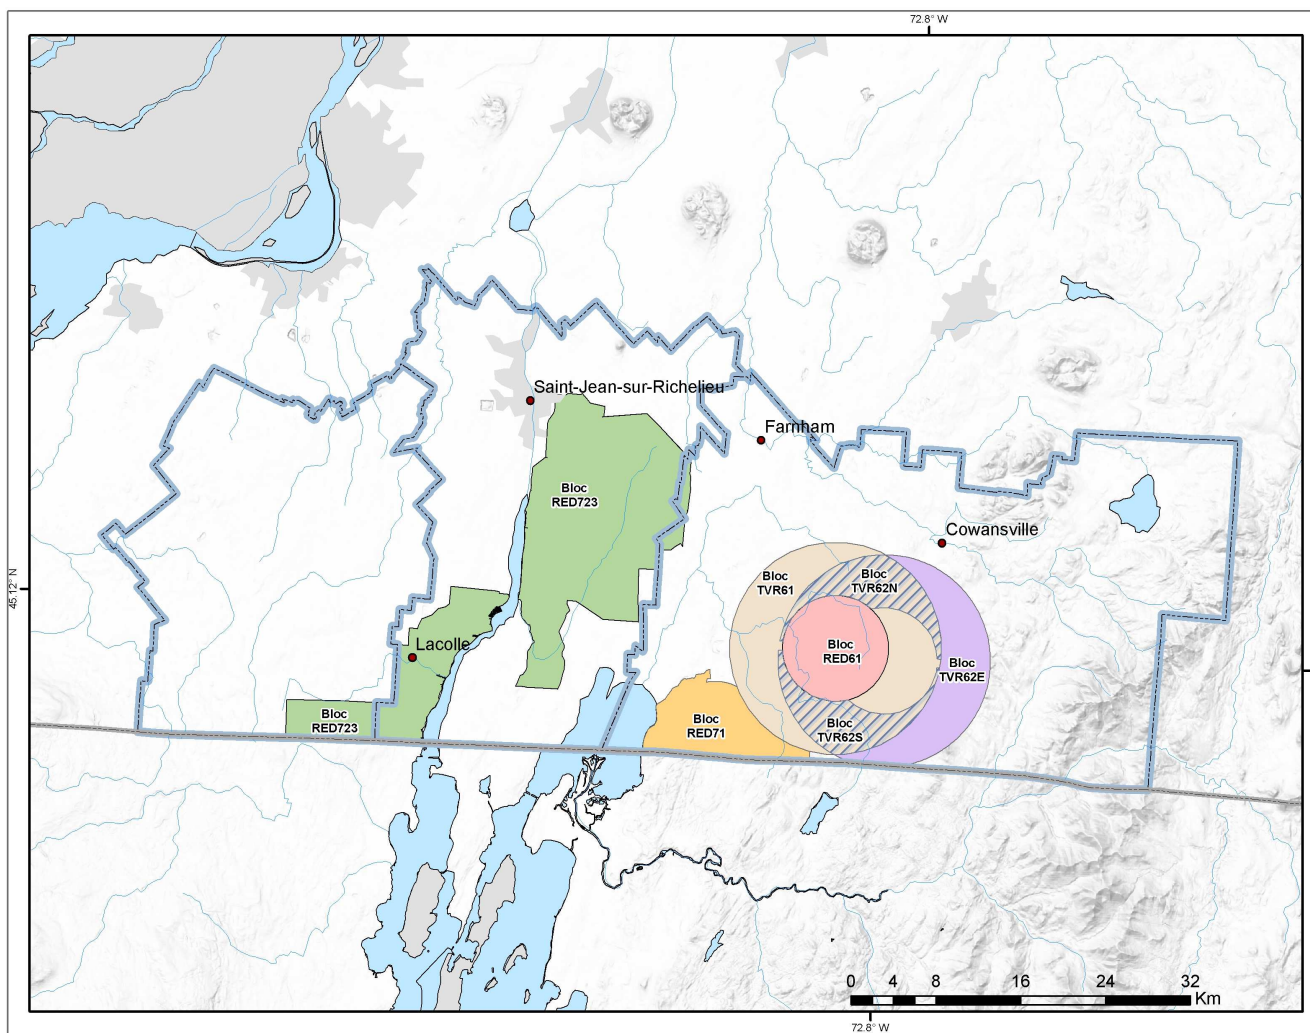 72.8° W
Saint-Jean-sur-Richelieu
Farnham
Bloc
RED723
Cowansville
45.12° N
Bloc
TVR61
Bloc
TVR62N
Lacolle
Bloc
RED61
Bloc
TVR62E
Bloc
RED723
Bloc
RED71
Bloc
TVR62S
0 4 8 16 24 32
Km
72.8° W